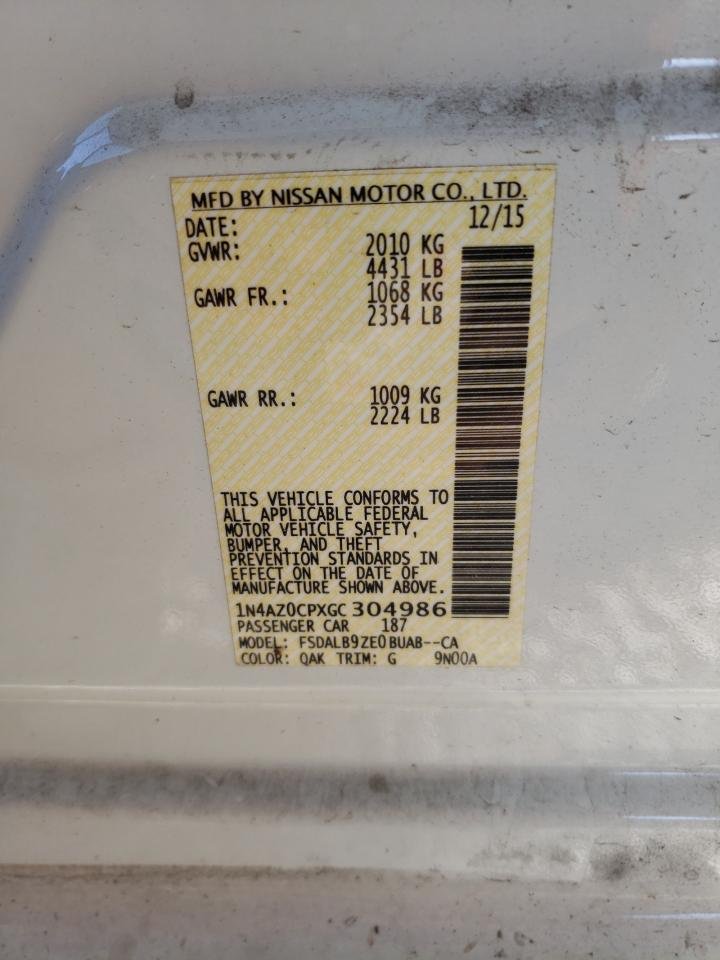 MFD BY NISSAN MOTOR CO., LTD.
DATE: 12/15
GVWR: 2010 KG
4431 LB
GAWR FR.: 1068 KG
2354 LB
GAWR RR.: 1009 KG
2224 LB
THIS VEHICLE CONFORMS TO
ALL APPLICABLE FEDERAL
MOTOR VEHICLE SAFETY,
BUMPER, AND THEFT
PREVENTION STANDARDS IN
EFFECT ON THE DATE OF
MANUFACTURE SHOWN ABOVE.
1N4AZ0CPXGC304986
PASSENGER CAR 187
MODEL: FSDALB9ZE0BUAB--CA
COLOR: QAK TRIM: G 9N00A